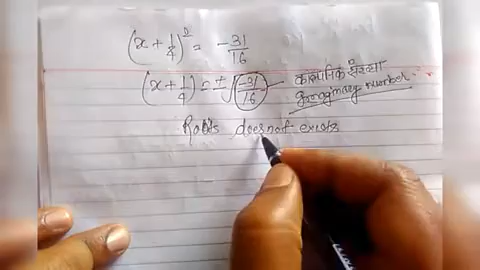 (x + 1/4)² = -31/16
(x + 1/4) = ± √(-31/16) काल्पनिक संख्या
Imaginary number
Roots does not exists